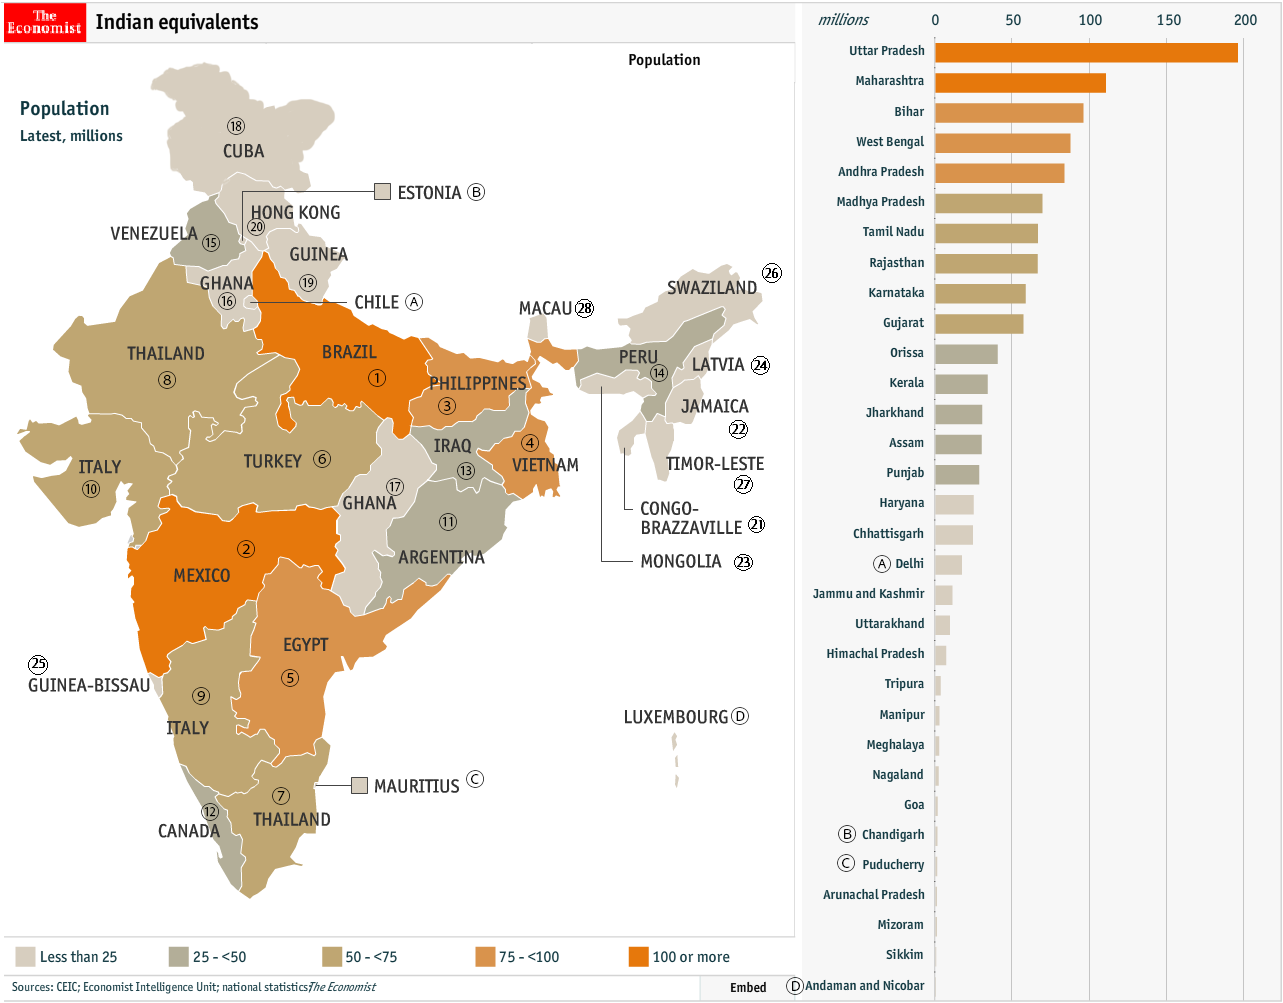 The
Economist
Indian equivalents
Population
Population
Latest, millions
18
CUBA
ESTONIA B
HONG KONG
20
VENEZUELA
15
GUINEA
19
GHANA
16
CHILE A
SWAZILAND
26
MACAU 28
THAILAND
8
BRAZIL
1
PERU
14
LATVIA 24
PHILIPPINES
3
JAMAICA
22
ITALY
10
TURKEY 6
IRAQ
13
4
VIETNAM
TIMOR-LESTE
27
17
GHANA
CONGO-
BRAZZAVILLE 21
11
ARGENTINA
2
MEXICO
MONGOLIA 23
EGYPT
5
25
GUINEA-BISSAU
9
ITALY
LUXEMBOURG D
MAURITIUS C
7
THAILAND
12
CANADA
Less than 25
25 - <50
50 - <75
75 - <100
100 or more
Sources: CEIC; Economist Intelligence Unit; national statistics; The Economist
Embed
millions 0 50 100 150 200
Uttar Pradesh
Maharashtra
Bihar
West Bengal
Andhra Pradesh
Madhya Pradesh
Tamil Nadu
Rajasthan
Karnataka
Gujarat
Orissa
Kerala
Jharkhand
Assam
Punjab
Haryana
Chhattisgarh
A Delhi
Jammu and Kashmir
Uttarakhand
Himachal Pradesh
Tripura
Manipur
Meghalaya
Nagaland
Goa
B Chandigarh
C Puducherry
Arunachal Pradesh
Mizoram
Sikkim
D Andaman and Nicobar